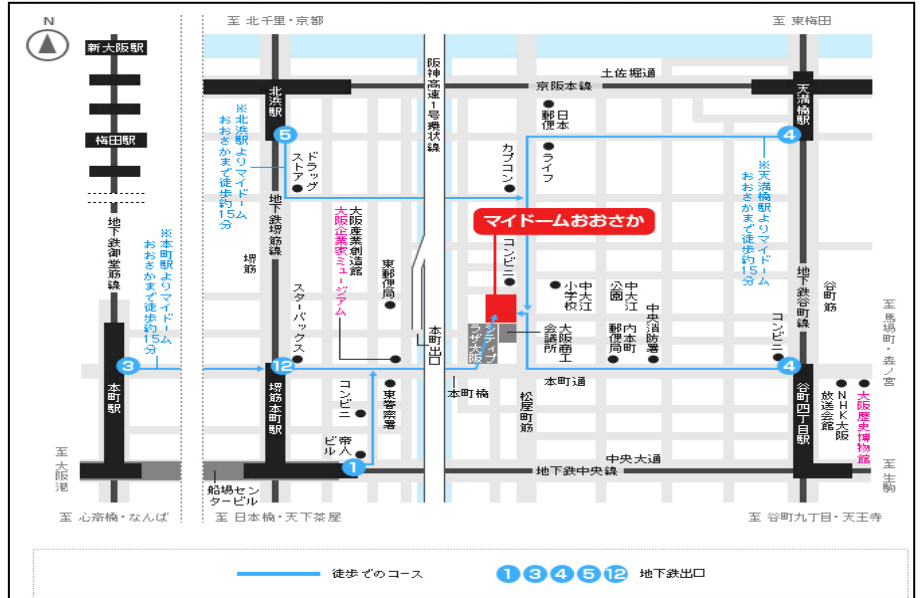 N
至 北千里・京都
至 東梅田
新大阪駅
梅田駅
北浜駅
阪神高速1号環状線
土佐堀通
京阪本線
天満橋駅
※北浜駅よりマイドーム
おおさかまで徒歩約15分
5
ドラッグ
ストア
日本
郵便
ライフ
カプコン
4
※天満橋駅よりマイドーム
おおさかまで徒歩約15分
マイドームおおさか
地下鉄御堂筋線
※本町駅よりマイドーム
おおさかまで徒歩約15分
堺筋
地下鉄堺筋線
大阪産業創造館
大阪企業家ミュージアム
東郵便局
コンビニ
中大江
小学校
中大江
公園
中央消防署
内本町
郵便局
大阪商工
会議所
シティプ
ラザ大阪
地下鉄谷町線
谷町筋
至 馬場町・森ノ宮
スターバックス
本町出口
コンビニ
3
12
4
本町駅
堺筋本町駅
コンビニ
東警察署
本町橋
松屋町筋
本町通
谷町四丁目駅
NHK大阪
放送会館
大阪歴史博物館
帝人
ビル
1
至 大阪港
船場セン
タービル
地下鉄中央線
中央大通
至 生駒
至 心斎橋・なんば
至 日本橋・天下茶屋
至 谷町九丁目・天王寺
徒歩でのコース
1 3 4 5 12 地下鉄出口